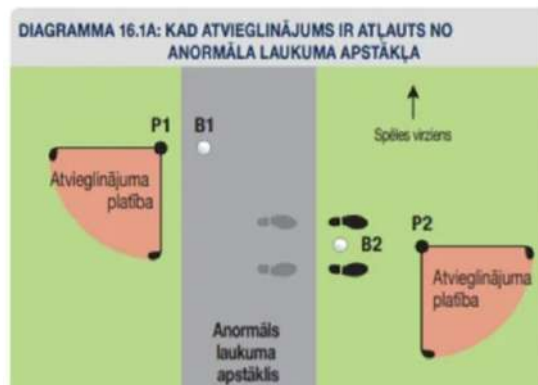 DIAGRAMMA 16.1A: KAD ATVIEGLINĀJUMS IR ATĻAUTS NO
ANORMĀLA LAUKUMA APSTĀKĻA
P1
B1
Spēles virziens
Atvieglinājuma
platība
B2
P2
Atvieglinājuma
platība
Anormāls
laukuma
apstāklis